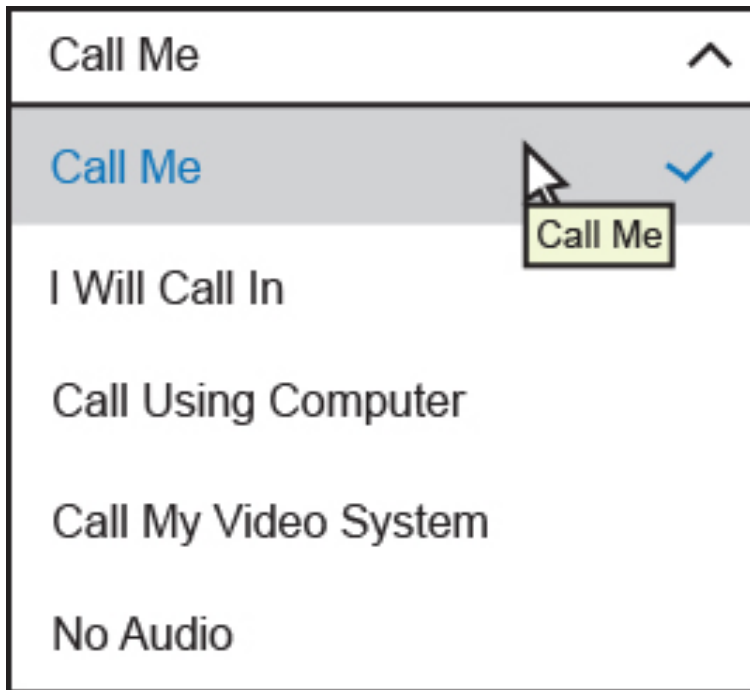 Call Me
Call Me
Call Me
I Will Call In
Call Using Computer
Call My Video System
No Audio